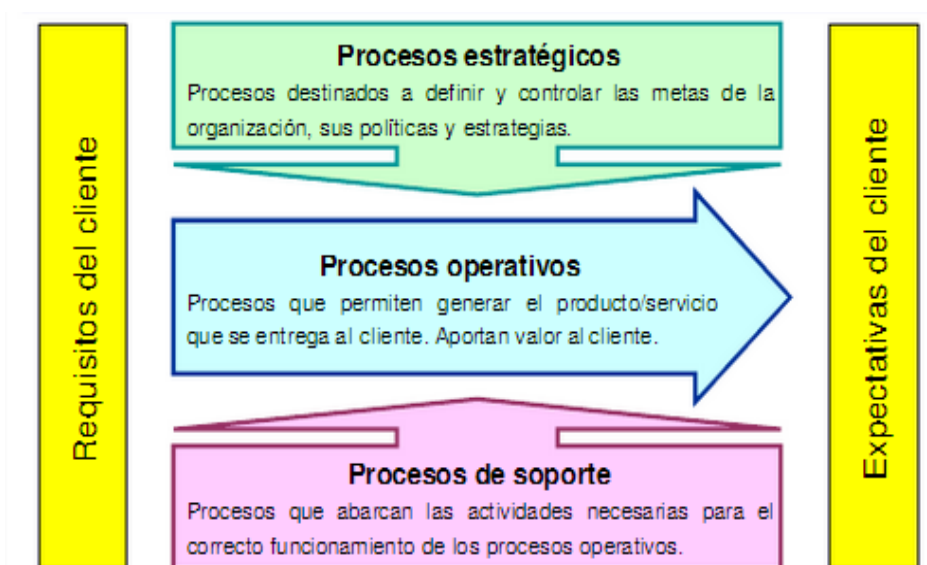 Requisitos del cliente
Procesos estratégicos
Procesos destinados a definir y controlar las metas de la
organización, sus políticas y estrategias.
Procesos operativos
Procesos que permiten generar el producto/servicio
que se entrega al cliente. Aportan valor al cliente.
Procesos de soporte
Procesos que abarcan las actividades necesarias para el
correcto funcionamiento de los procesos operativos.
Expectativas del cliente